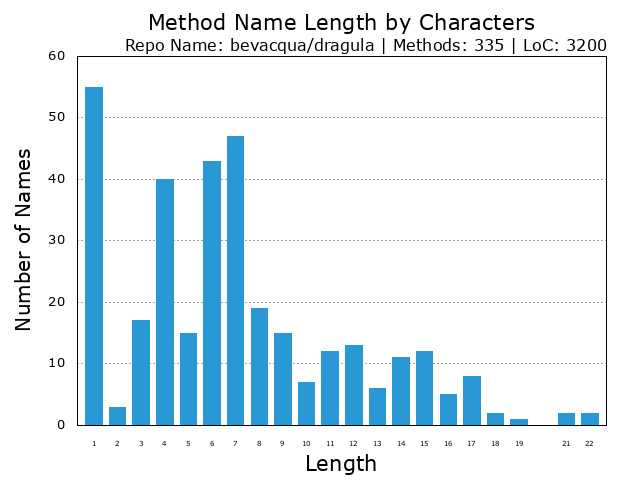 Method Name Length by Characters
Repo Name: bevacqua/dragula | Methods: 335 | LoC: 3200
60
50
40
30
20
10
0
Number of Names
1 2 3 4 5 6 7 8 9 10 11 12 13 14 15 16 17 18 19 21 22
Length